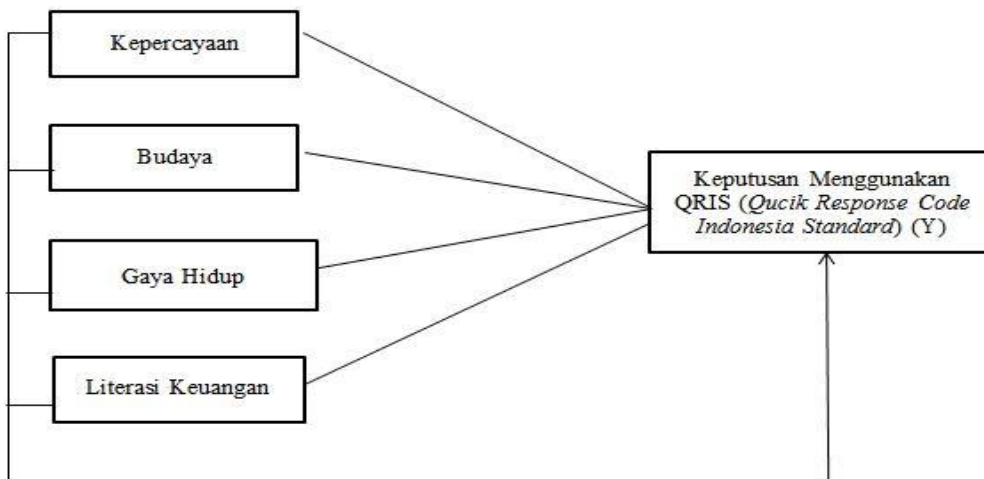 Kepercayaan
Budaya
Gaya Hidup
Literasi Keuangan
Keputusan Menggunakan
QRIS (Qucik Response Code
Indonesia Standard) (Y)